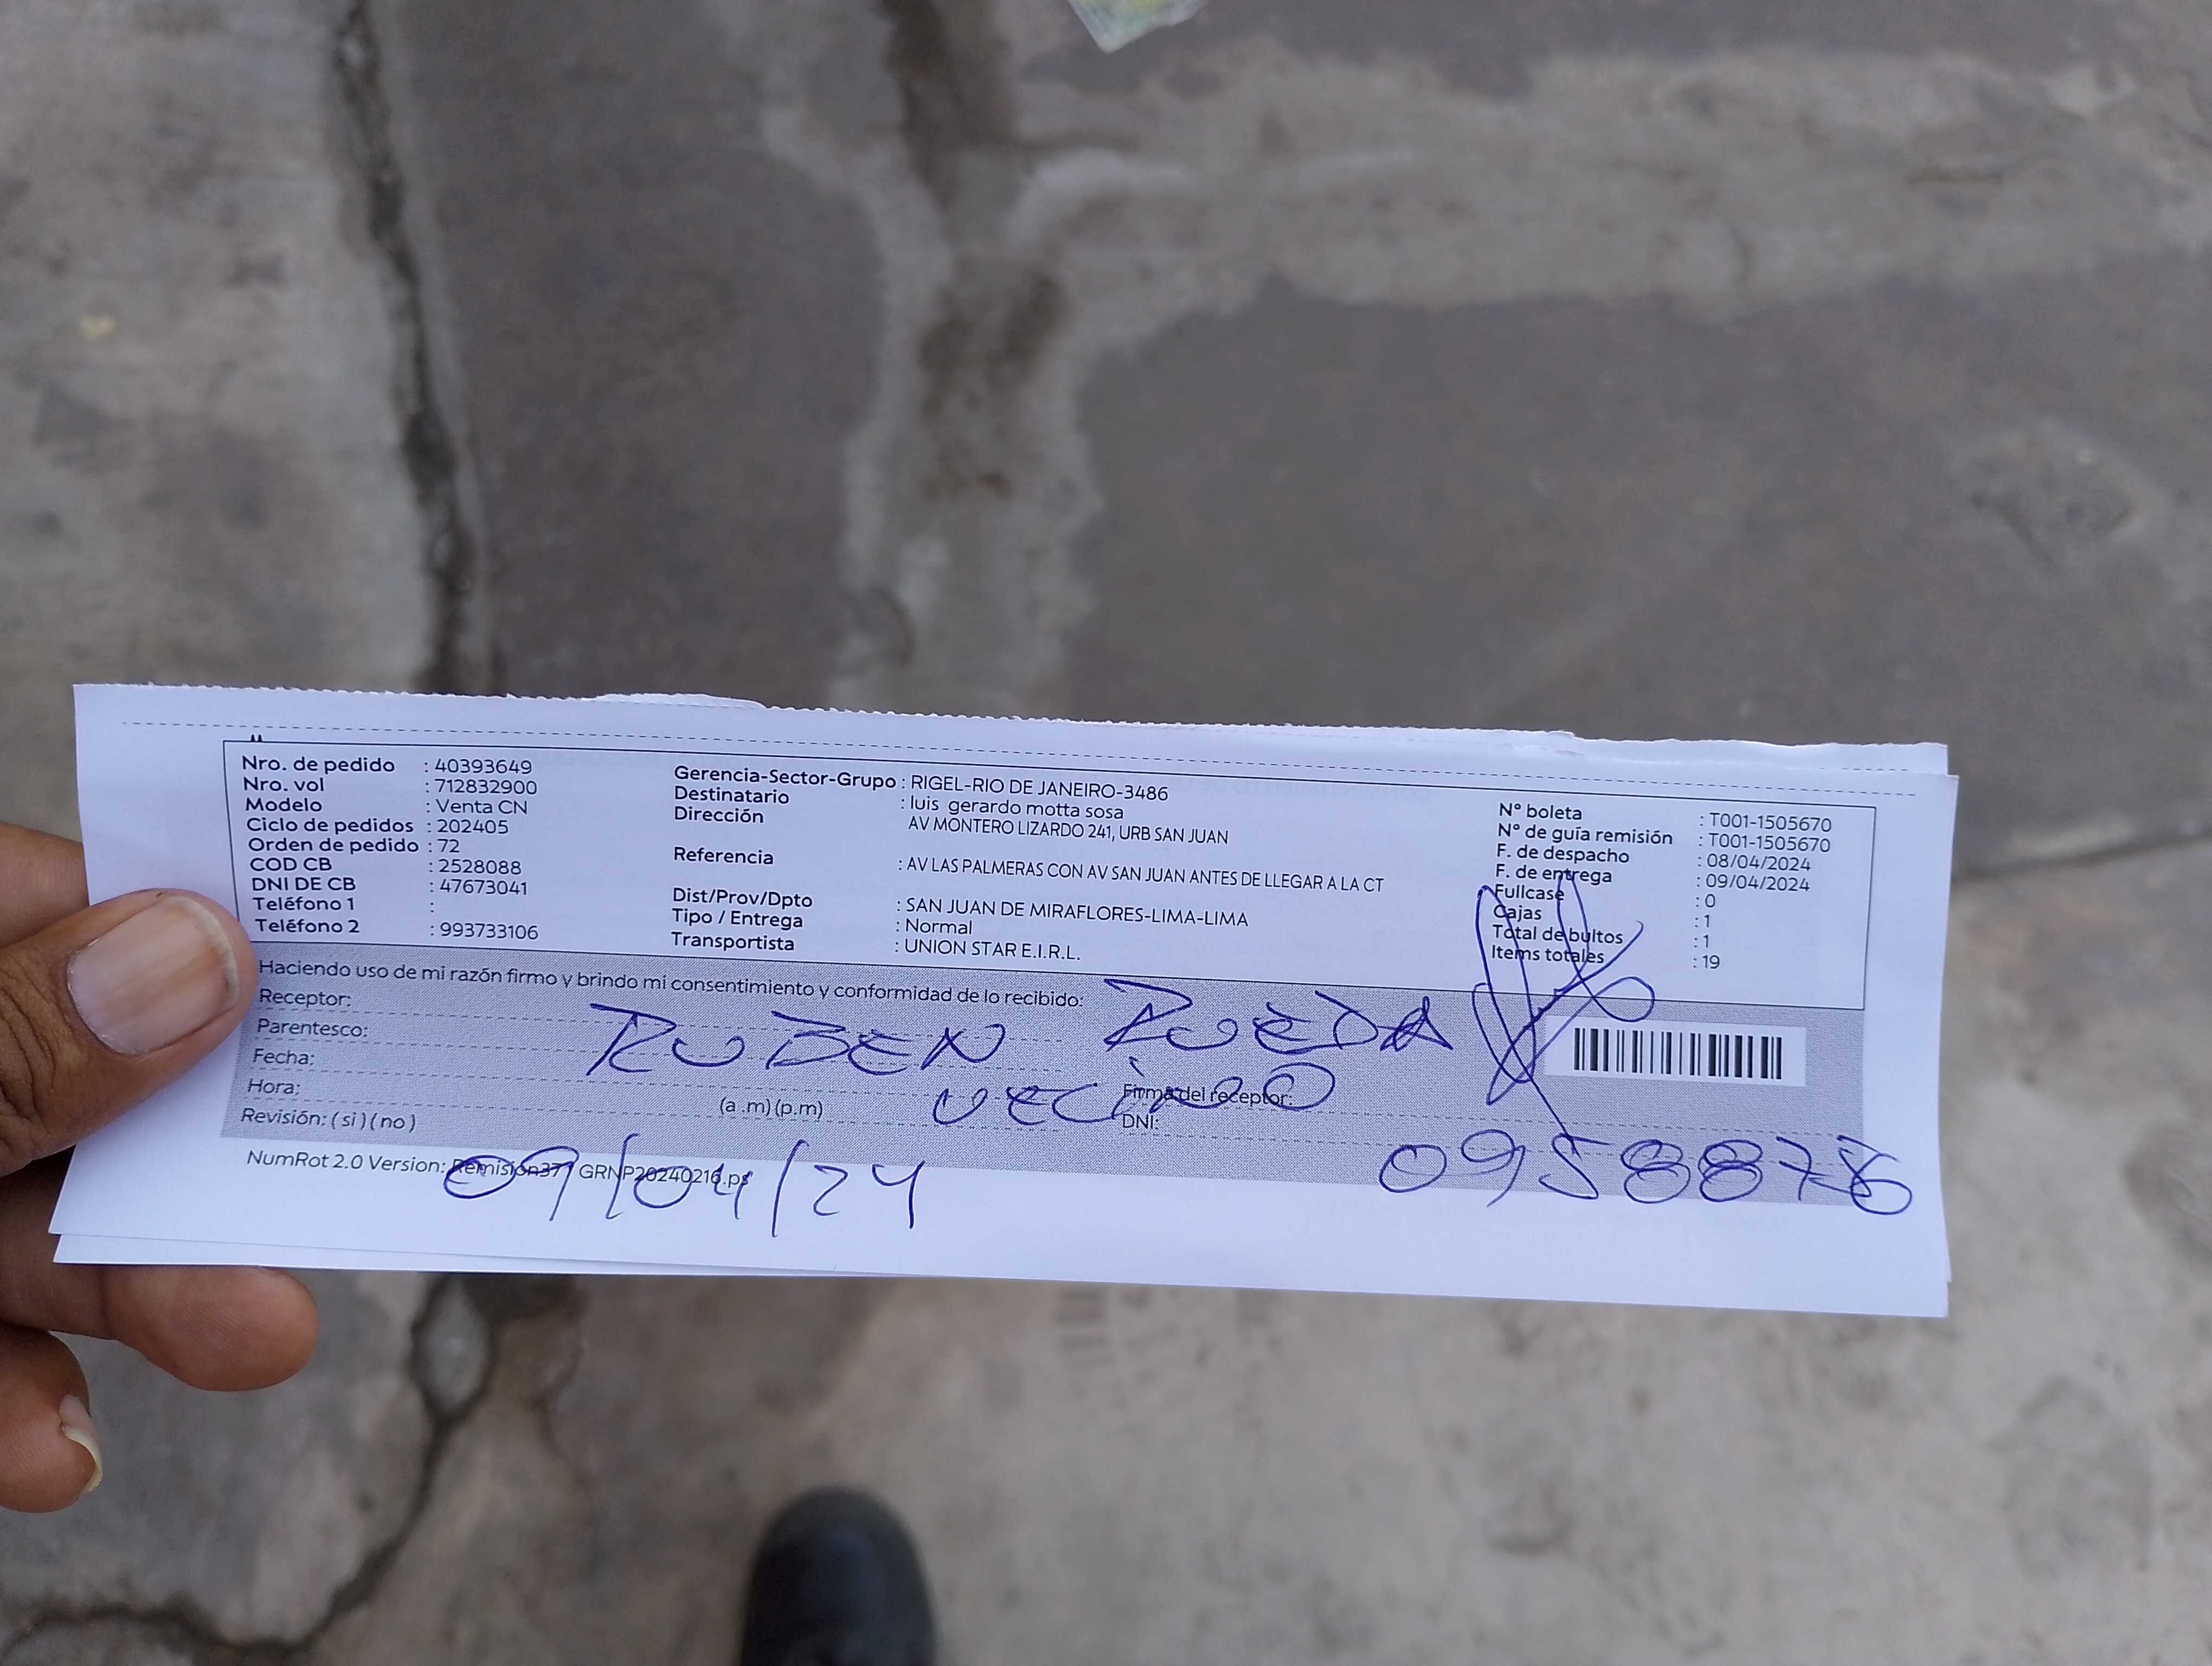 Nro. de pedido : 40393649
Nro. vol : 712832900
Modelo : Venta CN
Ciclo de pedidos : 202405
Orden de pedido : 72
COD CB : 2528088
DNI DE CB : 47673041
Teléfono 1 :
Teléfono 2 : 993733106
Gerencia-Sector-Grupo : RIGEL-RIO DE JANEIRO-3486
Destinatario : luis gerardo motta sosa
Dirección AV MONTERO LIZARDO 241, URB SAN JUAN
Referencia : AV LAS PALMERAS CON AV SAN JUAN ANTES DE LLEGAR A LA CT
Dist/Prov/Dpto : SAN JUAN DE MIRAFLORES-LIMA-LIMA
Tipo / Entrega : Normal
Transportista : UNION STAR E.I.R.L.
N° boleta : T001-1505670
N° de guía remisión : T001-1505670
F. de despacho : 08/04/2024
F. de entrega : 09/04/2024
Fullcase : 0
Cajas : 1
Total de bultos : 1
Items totales : 19
Haciendo uso de mi razón firmo y brindo mi consentimiento y conformidad de lo recibido:
Receptor: RUBEN RUEDA
Parentesco: VECINO
Fecha:
Hora: (a .m) (p.m)
Firma del receptor:
Revisión: ( si ) ( no )
DNI:
NumRot 2.0 Version: Remision371 GRNP20240216.ps
09/04/24